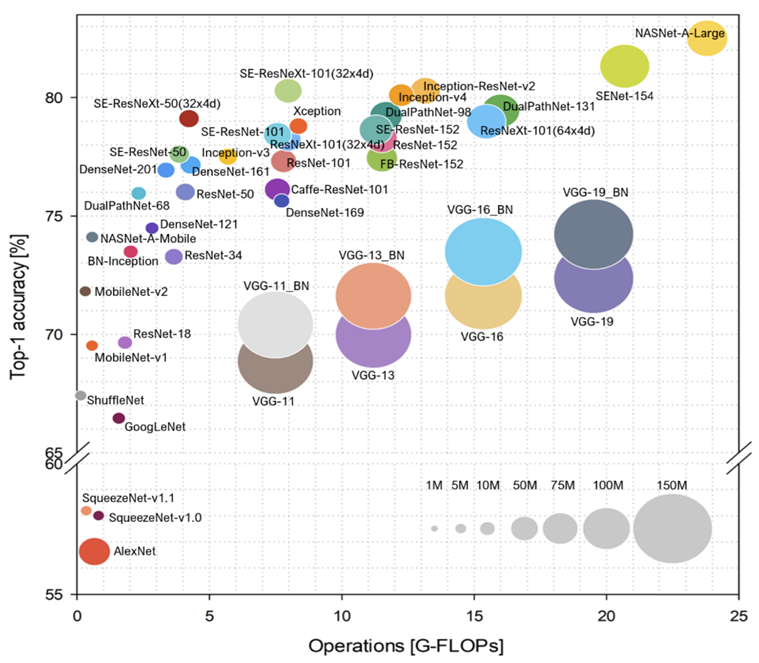 NASNet-A-Large
80
SE-ResNeXt-101(32x4d)
Inception-ResNet-v2
Inception-v4
SENet-154
SE-ResNeXt-50(32x4d)
Xception
DualPathNet-131
DualPathNet-98
SE-ResNet-101
SE-ResNet-152
ResNeXt-101(64x4d)
ResNeXt-101(32x4d)
ResNet-152
SE-ResNet-50
Inception-v3
ResNet-101
FB-ResNet-152
DenseNet-201
DenseNet-161
Caffe-ResNet-101
ResNet-50
DualPathNet-68
DenseNet-169
VGG-19_BN
75
VGG-16_BN
DenseNet-121
NASNet-A-Mobile
BN-Inception
ResNet-34
VGG-13_BN
MobileNet-v2
VGG-11_BN
VGG-19
70
ResNet-18
VGG-16
MobileNet-v1
VGG-13
VGG-11
ShuffleNet
GoogLeNet
65
60
1M 5M 10M 50M 75M 100M 150M
SqueezeNet-v1.1
SqueezeNet-v1.0
AlexNet
55
0 5 10 15 20 25
Operations [G-FLOPs]
Top-1 accuracy [%]